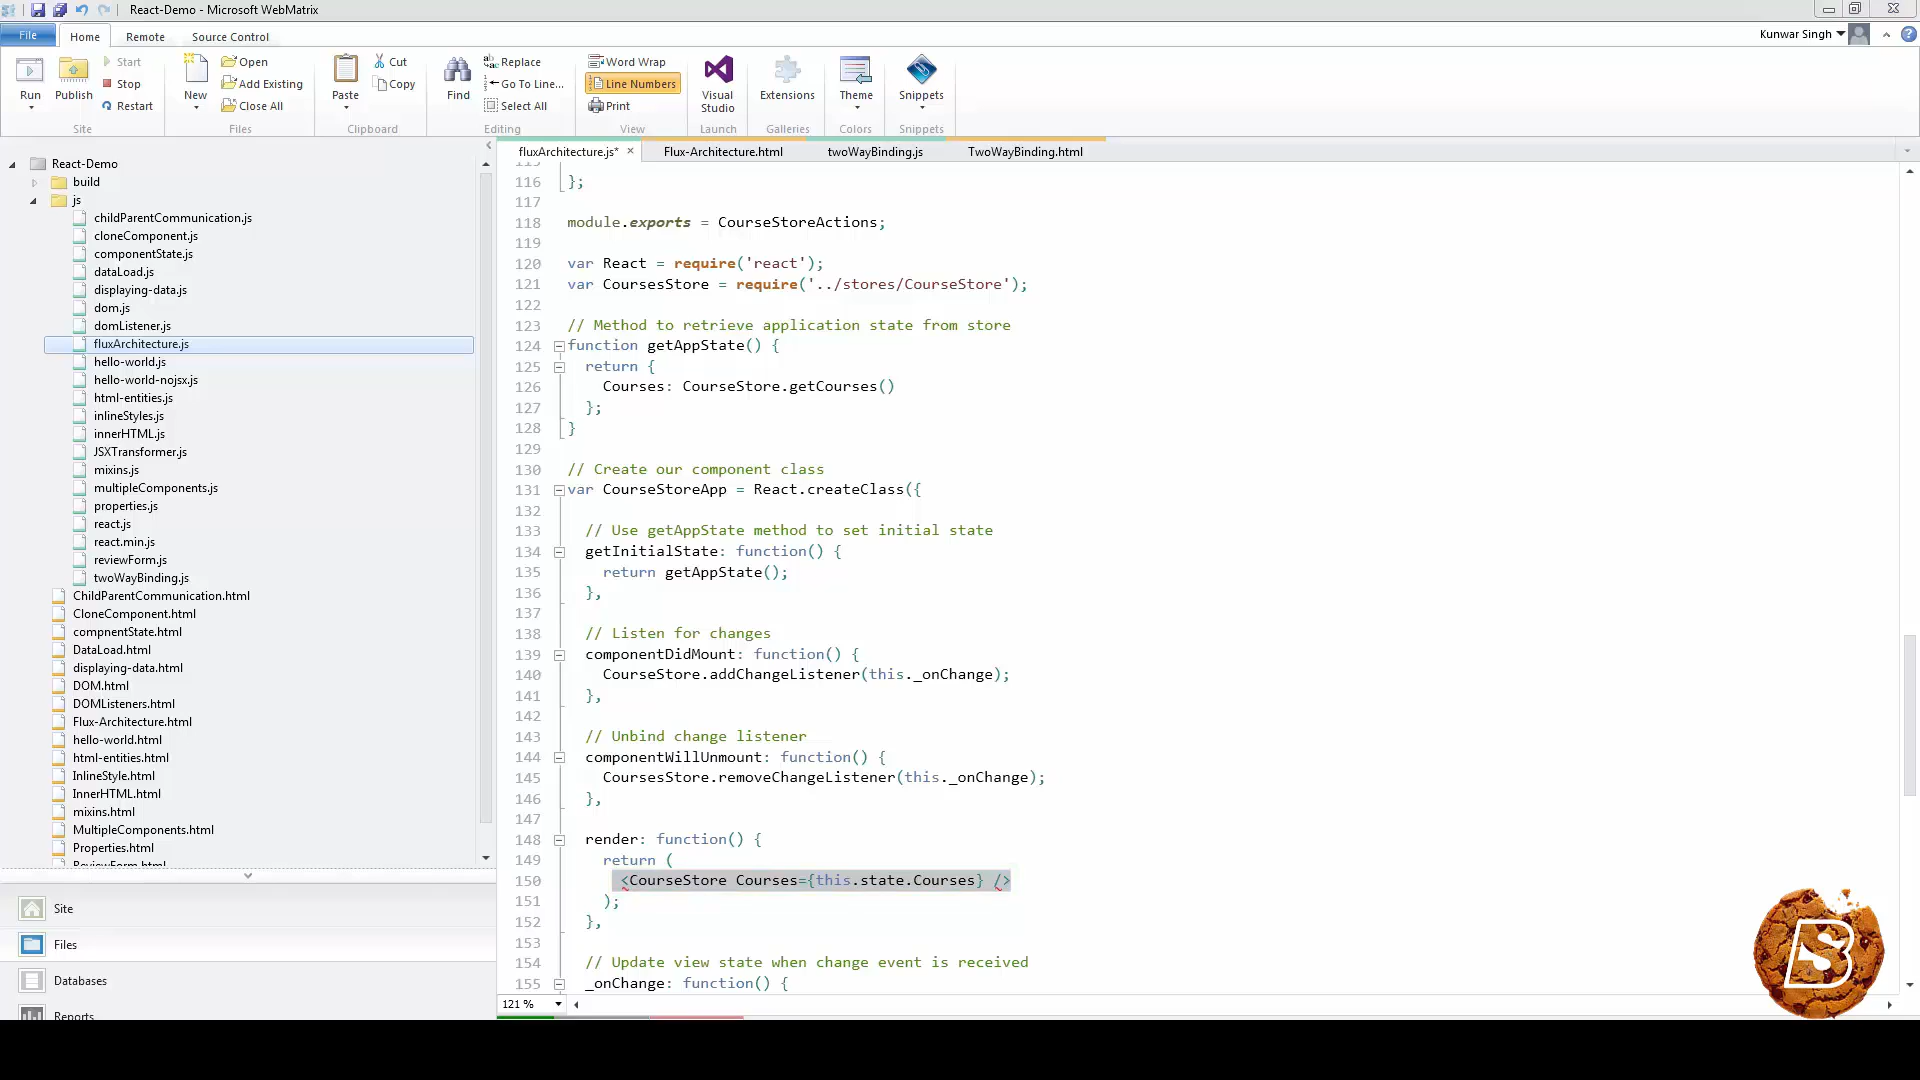 React-Demo - Microsoft WebMatrix
File
Home
Remote
Source Control
Kunwar Singh
Run
Publish
Start
Stop
Restart
Site
New
Open
Add Existing
Close All
Files
Paste
Cut
Copy
Clipboard
Find
Replace
Go To Line...
Select All
Editing
Word Wrap
Line Numbers
Print
View
Visual Studio
Launch
Extensions
Galleries
Theme
Colors
Snippets
Snippets
React-Demo
build
js
childParentCommunication.js
cloneComponent.js
componentState.js
dataLoad.js
displaying-data.js
dom.js
domListener.js
fluxArchitecture.js
hello-world.js
hello-world-nojsx.js
html-entities.js
inlineStyles.js
innerHTML.js
JSXTransformer.js
mixins.js
multipleComponents.js
properties.js
react.js
react.min.js
reviewForm.js
twoWayBinding.js
ChildParentCommunication.html
CloneComponent.html
compnentState.html
DataLoad.html
displaying-data.html
DOM.html
DOMListeners.html
Flux-Architecture.html
hello-world.html
html-entities.html
InlineStyle.html
InnerHTML.html
mixins.html
MultipleComponents.html
Properties.html
ReviewForm.html
Site
Files
Databases
Reports
fluxArchitecture.js* ×
Flux-Architecture.html
twoWayBinding.js
TwoWayBinding.html
115
116 };
117
118 module.exports = CourseStoreActions;
119
120 var React = require('react');
121 var CoursesStore = require('../stores/CourseStore');
122
123 // Method to retrieve application state from store
124 function getAppState() {
125 return {
126 Courses: CourseStore.getCourses()
127 };
128 }
129
130 // Create our component class
131 var CourseStoreApp = React.createClass({
132
133 // Use getAppState method to set initial state
134 getInitialState: function() {
135 return getAppState();
136 },
137
138 // Listen for changes
139 componentDidMount: function() {
140 CourseStore.addChangeListener(this._onChange);
141 },
142
143 // Unbind change listener
144 componentWillUnmount: function() {
145 CoursesStore.removeChangeListener(this._onChange);
146 },
147
148 render: function() {
149 return (
150 <CourseStore Courses={this.state.Courses} />
151 );
152 },
153
154 // Update view state when change event is received
155 _onChange: function() {
121 %